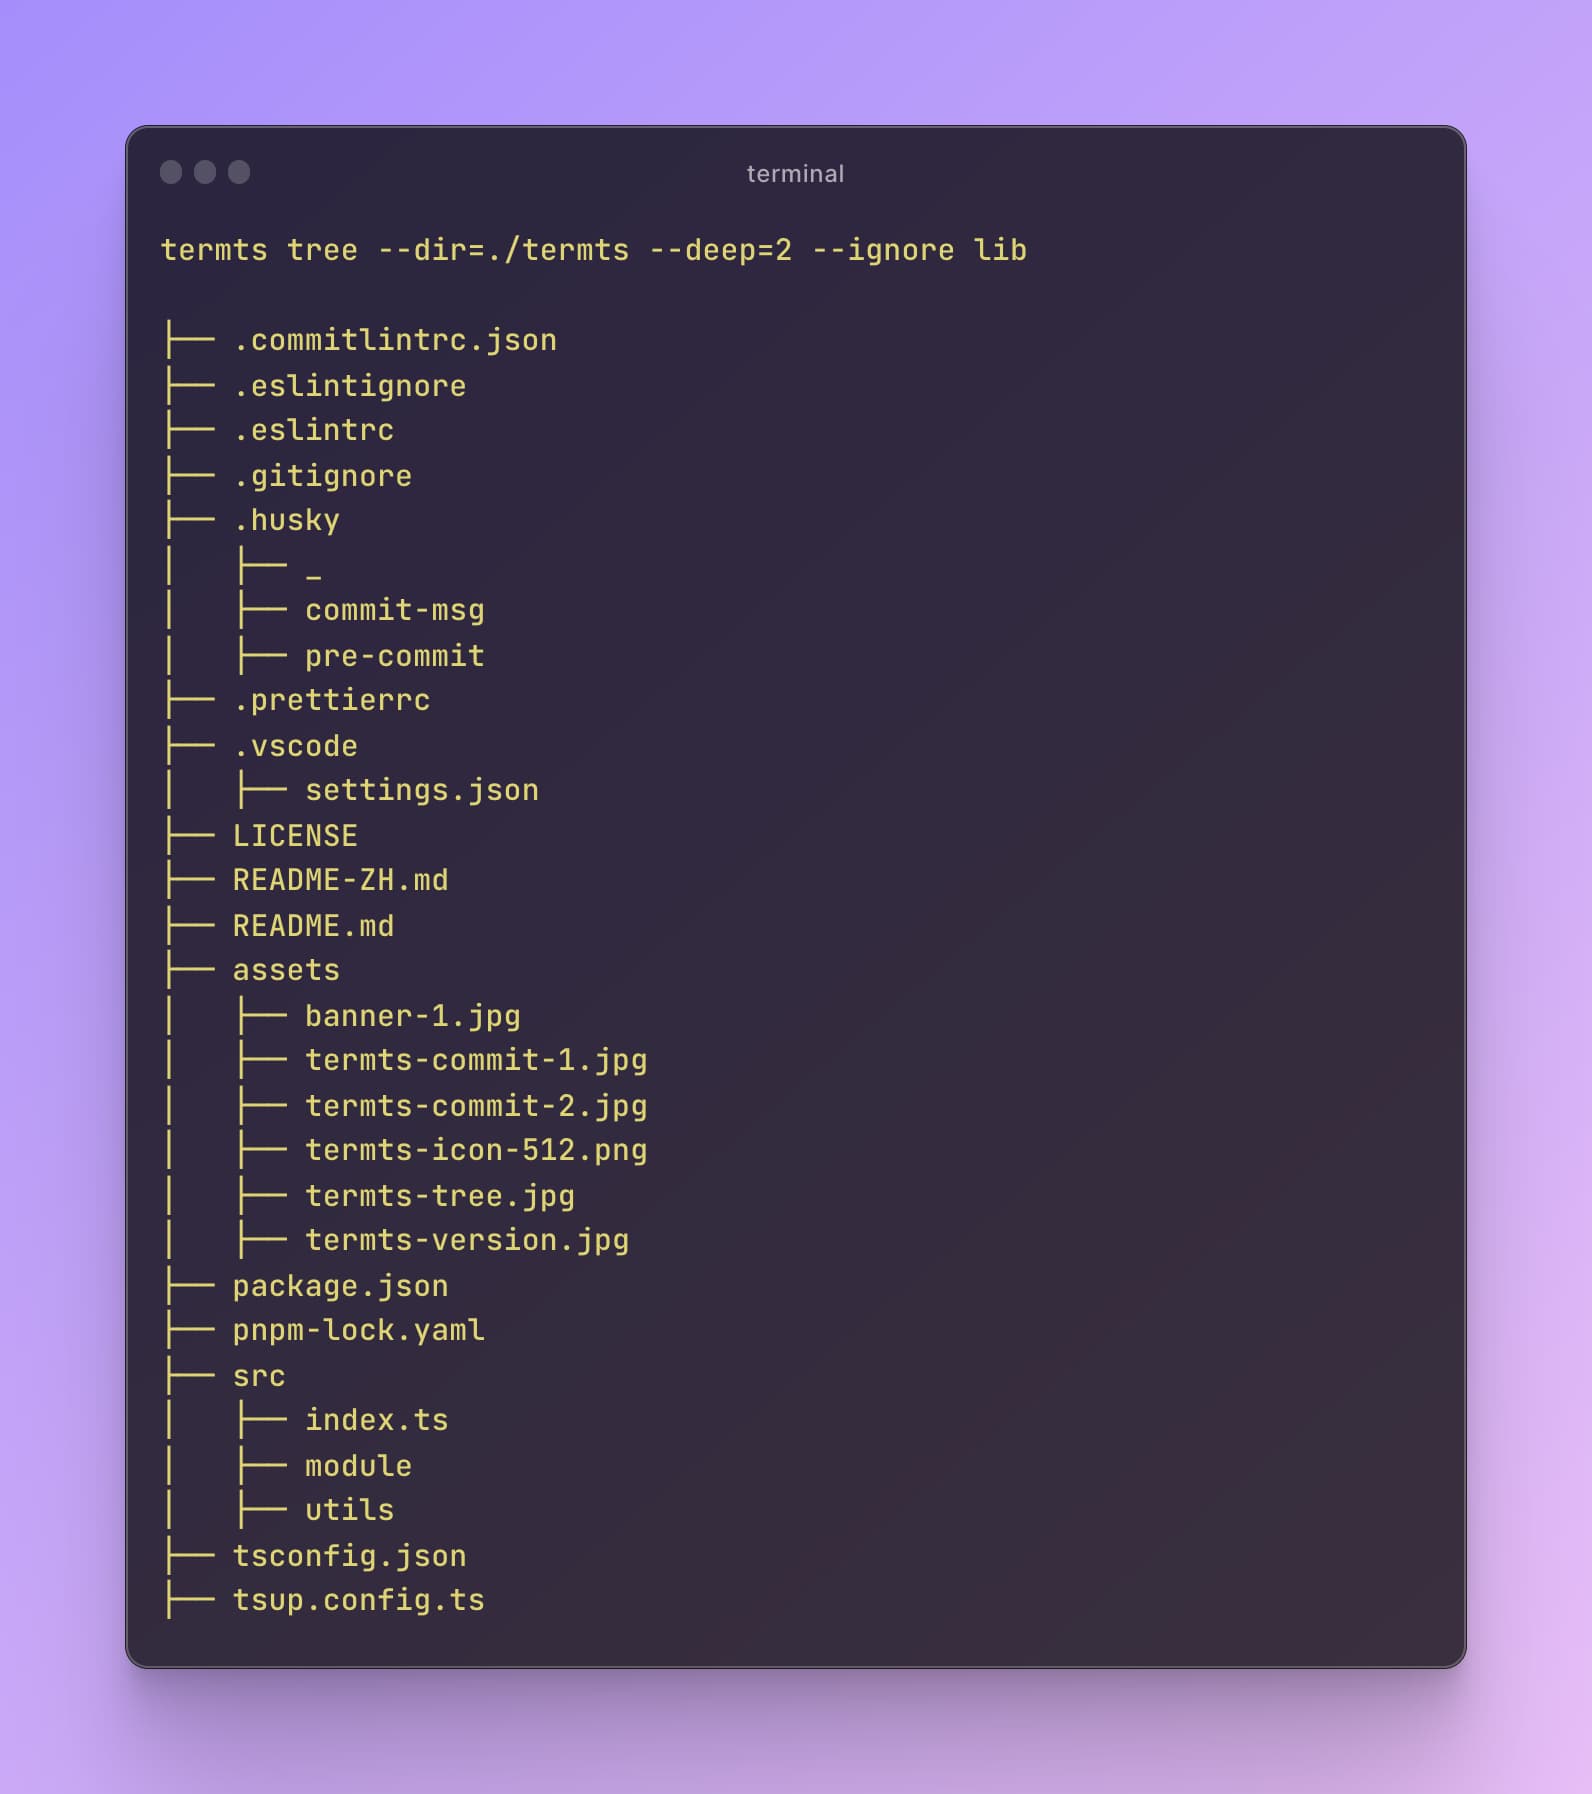 terminal
termts tree --dir=./termts --deep=2 --ignore lib
├── .commitlintrc.json
├── .eslintignore
├── .eslintrc
├── .gitignore
├── .husky
│   ├── _
│   ├── commit-msg
│   ├── pre-commit
├── .prettierrc
├── .vscode
│   ├── settings.json
├── LICENSE
├── README-ZH.md
├── README.md
├── assets
│   ├── banner-1.jpg
│   ├── termts-commit-1.jpg
│   ├── termts-commit-2.jpg
│   ├── termts-icon-512.png
│   ├── termts-tree.jpg
│   ├── termts-version.jpg
├── package.json
├── pnpm-lock.yaml
├── src
│   ├── index.ts
│   ├── module
│   ├── utils
├── tsconfig.json
├── tsup.config.ts